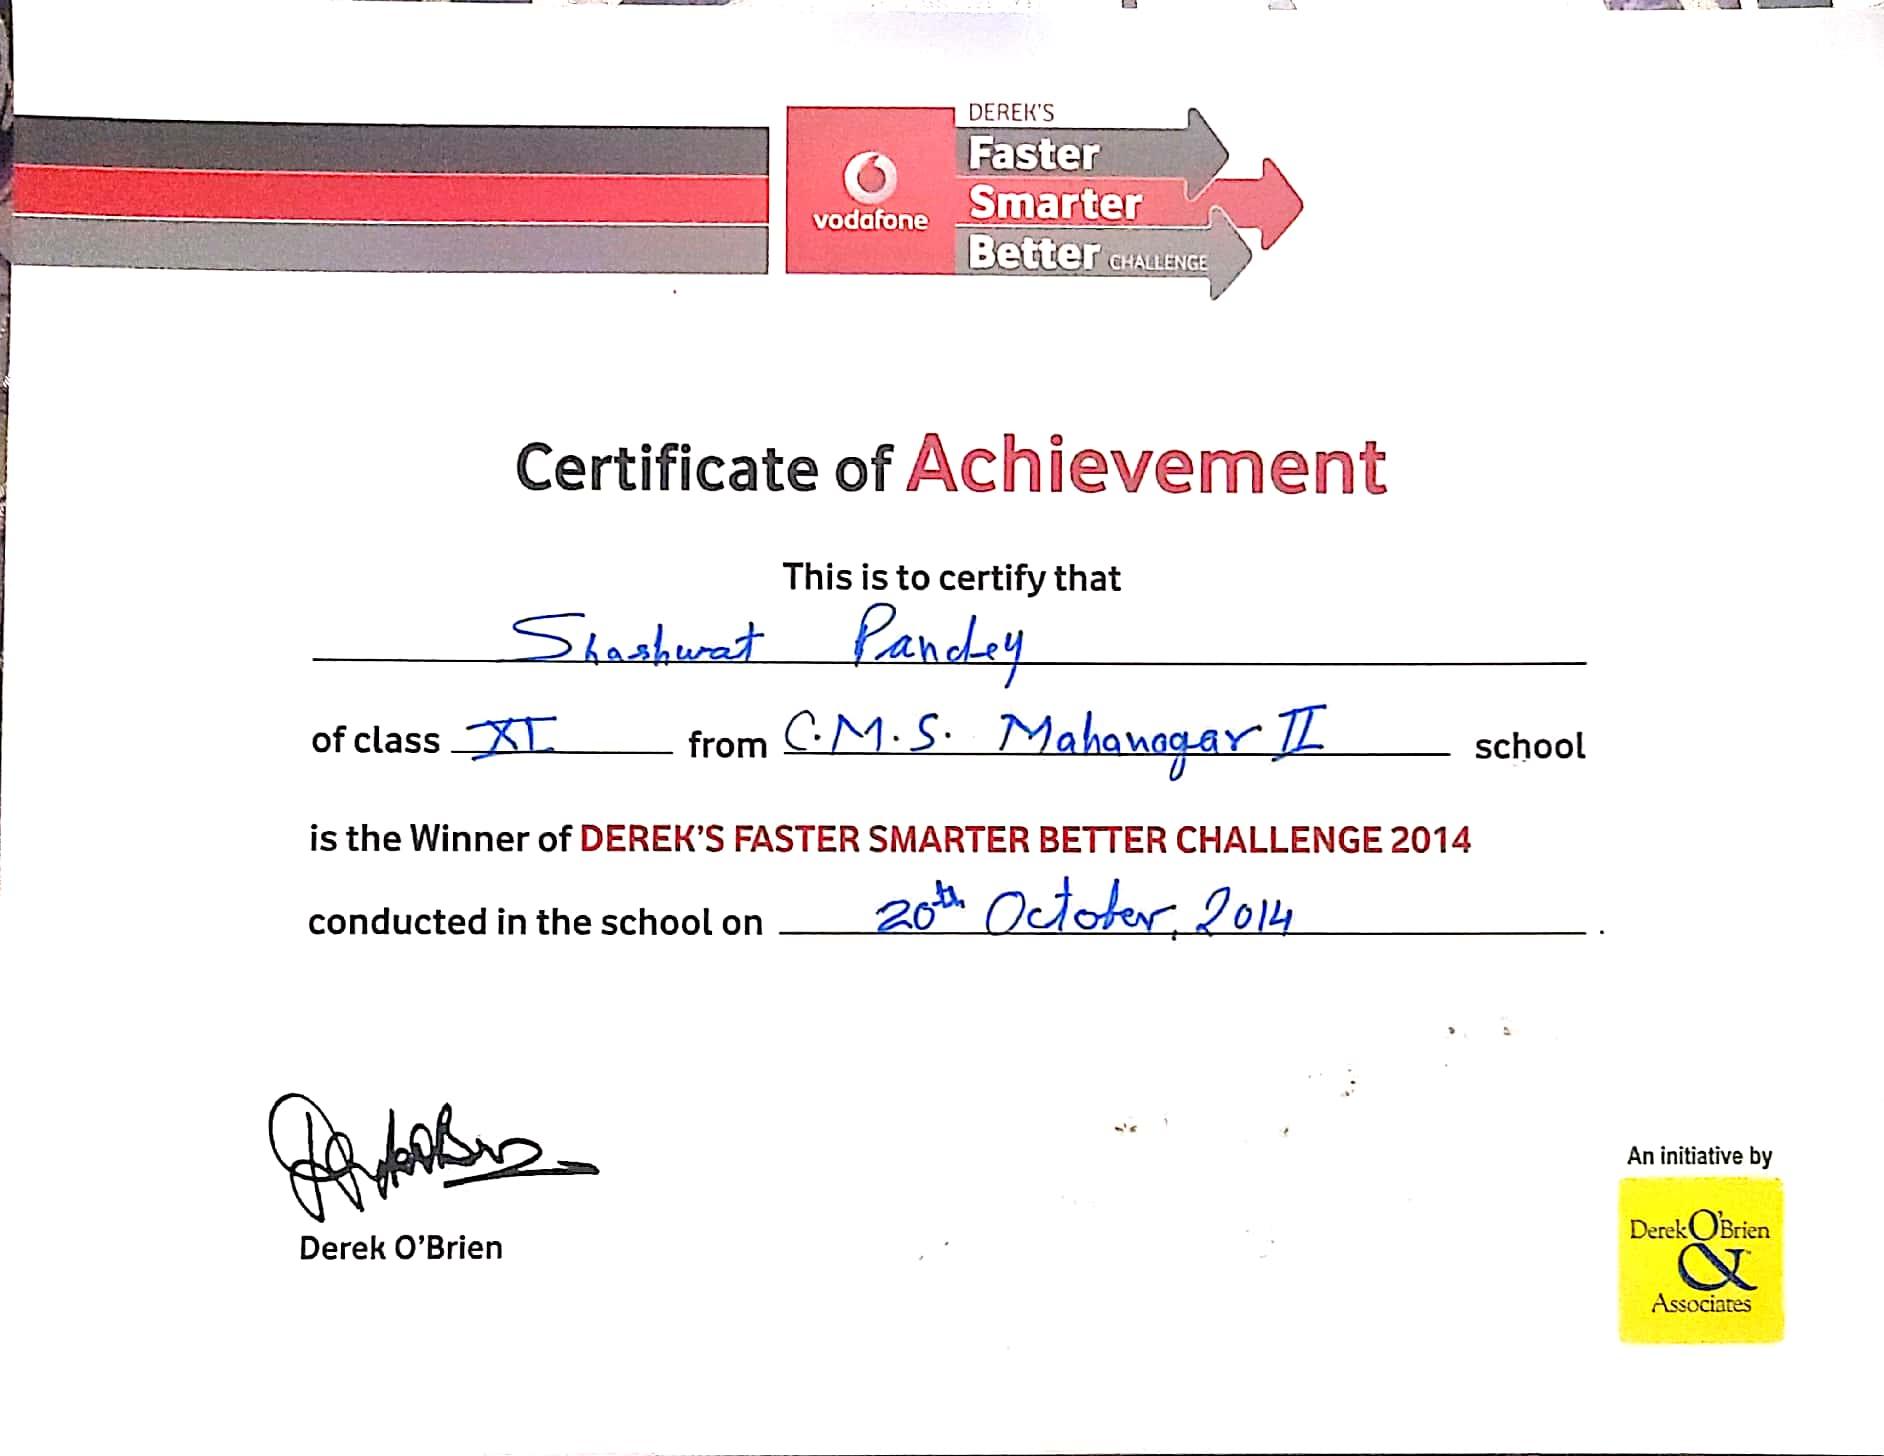 DEREK'S
Faster
Smarter
Better CHALLENGE
vodafone
Certificate of Achievement
This is to certify that
Shashwat Pandey
of class XI from C.M.S. Mahanagar II school
is the Winner of DEREK'S FASTER SMARTER BETTER CHALLENGE 2014
conducted in the school on 20th October, 2014.
Derek O'Brien
An initiative by
Derek O'Brien
&
Associates